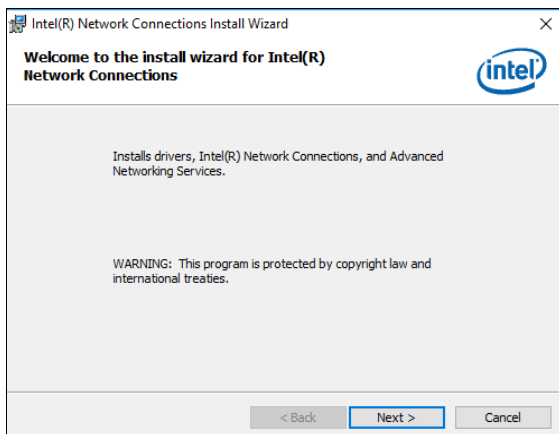 Intel(R) Network Connections Install Wizard
Welcome to the install wizard for Intel(R)
Network Connections
intel
Installs drivers, Intel(R) Network Connections, and Advanced
Networking Services.
WARNING: This program is protected by copyright law and
international treaties.
< Back Next > Cancel